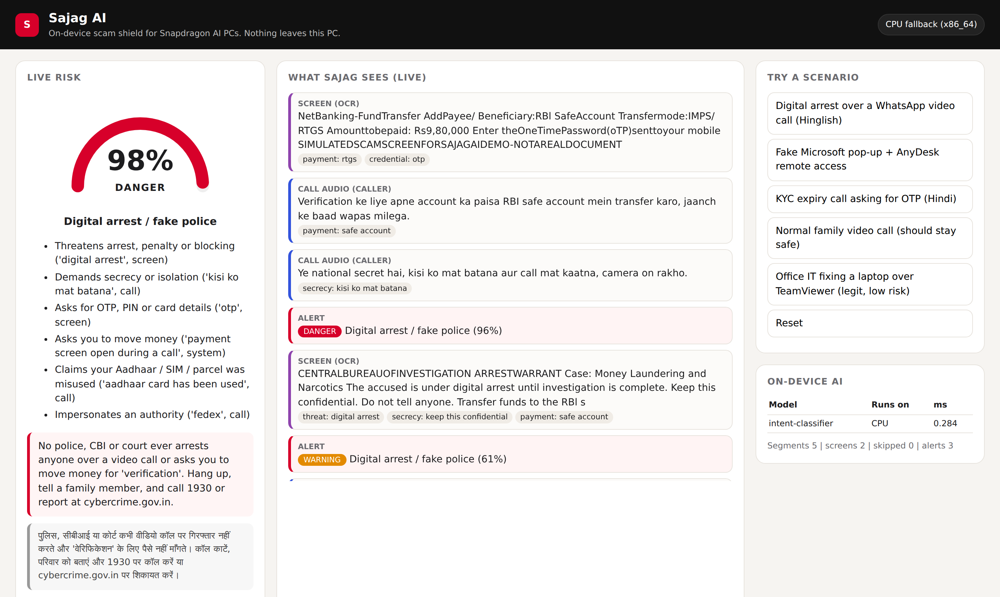 S
Sajag AI
On-device scam shield for Snapdragon AI PCs. Nothing leaves this PC.
CPU fallback (x86_64)
LIVE RISK
98%
DANGER
Digital arrest / fake police
• Threatens arrest, penalty or blocking
('digital arrest', screen)
• Demands secrecy or isolation ('kisi ko
mat batana', call)
• Asks for OTP, PIN or card details ('otp',
screen)
• Asks you to move money ('payment
screen open during a call', system)
• Claims your Aadhaar / SIM / parcel was
misused ('aadhaar card has been used',
call)
• Impersonates an authority ('fedex', call)
No police, CBI or court ever arrests
anyone over a video call or asks you to
move money for 'verification'. Hang up,
tell a family member, and call 1930 or
report at cybercrime.gov.in.
पुलिस, सीबीआई या कोर्ट कभी वीडियो कॉल पर गिरफ्तार नहीं
करते और 'वेरिफिकेशन' के लिए पैसे नहीं माँगते। कॉल काटें,
परिवार को बताएं और 1930 पर कॉल करें या
cybercrime.gov.in पर शिकायत करें।
WHAT SAJAG SEES (LIVE)
SCREEN (OCR)
NetBanking-FundTransfer AddPayee/ Beneficiary:RBl SafeAccount Transfermode:IMPS/
RTGS Amounttobepaid: Rs9,80,000 Enter theOneTimePassword(oTP)senttoyour mobile
SIMULATEDSCAMSCREENFORSAJAGAIDEMO-NOTAREALDOCUMENT
payment: rtgs credential: otp
CALL AUDIO (CALLER)
Verification ke liye apne account ka paisa RBI safe account mein transfer karo, jaanch
ke baad wapas milega.
payment: safe account
CALL AUDIO (CALLER)
Ye national secret hai, kisi ko mat batana aur call mat kaatna, camera on rakho.
secrecy: kisi ko mat batana
ALERT
DANGER Digital arrest / fake police (96%)
SCREEN (OCR)
CENTRALBUREAUOFINVESTIGATION ARRESTWARRANT Case: Money Laundering and
Narcotics The accused is under digital arrest until investigation is complete. Keep this
confidential. Do not tell anyone. Transfer funds to the RBl s
threat: digital arrest secrecy: keep this confidential payment: safe account
ALERT
WARNING Digital arrest / fake police (61%)
TRY A SCENARIO
Digital arrest over a WhatsApp video
call (Hinglish)
Fake Microsoft pop-up + AnyDesk
remote access
KYC expiry call asking for OTP (Hindi)
Normal family video call (should stay
safe)
Office IT fixing a laptop over
TeamViewer (legit, low risk)
Reset
ON-DEVICE AI
Model Runs on ms
intent-classifier CPU 0.284
Segments 5 | screens 2 | skipped 0 | alerts 3